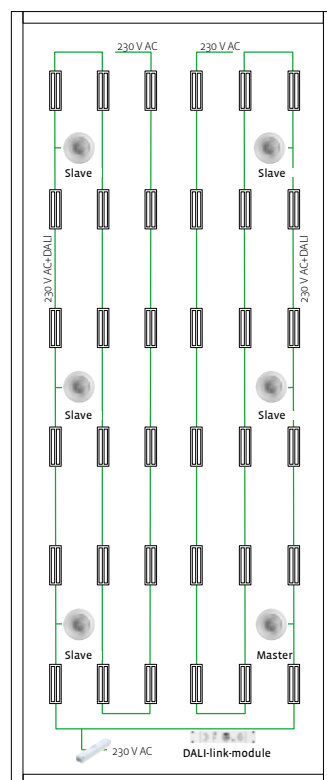 230 V AC
230 V AC
Slave
Slave
230 V AC+DALI
230 V AC+DALI
Slave
Slave
Slave
Master
230 V AC
DALI-link-module